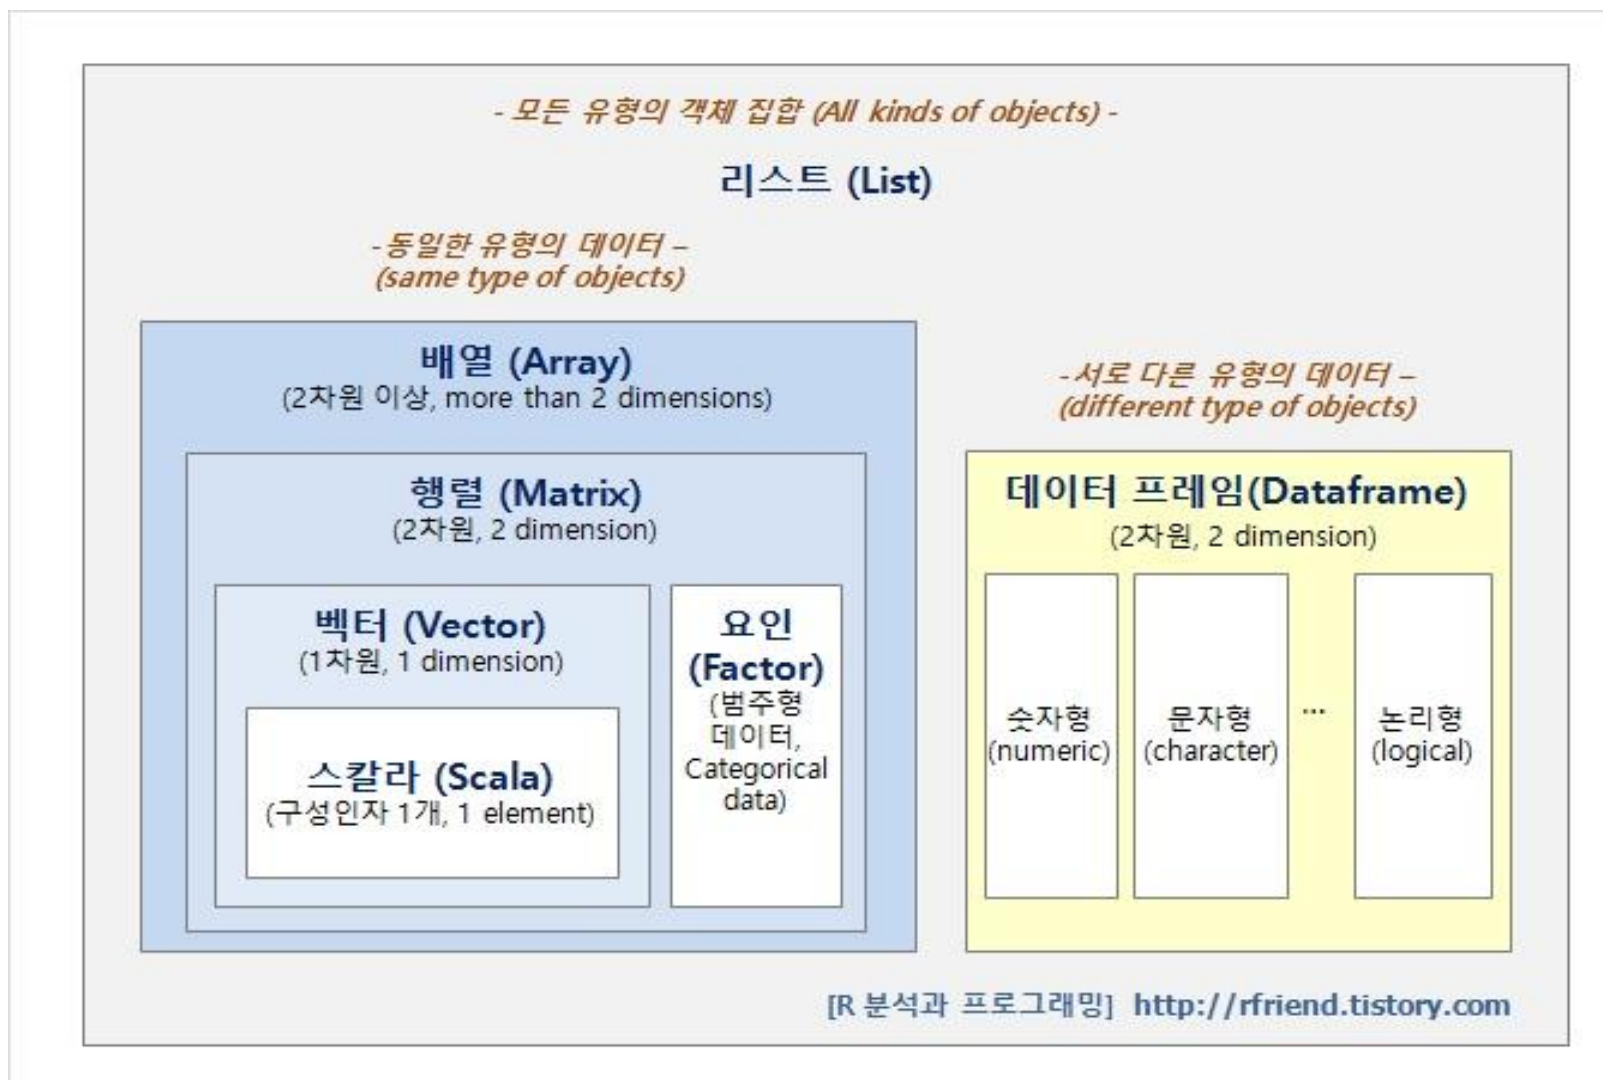 - 모든 유형의 객체 집합 (All kinds of objects) -
리스트 (List)
-동일한 유형의 데이터 –
(same type of objects)
배열 (Array)
(2차원 이상, more than 2 dimensions)
행렬 (Matrix)
(2차원, 2 dimension)
벡터 (Vector)
(1차원, 1 dimension)
스칼라 (Scala)
(구성인자 1개, 1 element)
요인
(Factor)
(범주형
데이터,
Categorical
data)
-서로 다른 유형의 데이터 –
(different type of objects)
데이터 프레임(Dataframe)
(2차원, 2 dimension)
숫자형
(numeric)
문자형
(character)
...
논리형
(logical)
[R 분석과 프로그래밍] http://rfriend.tistory.com